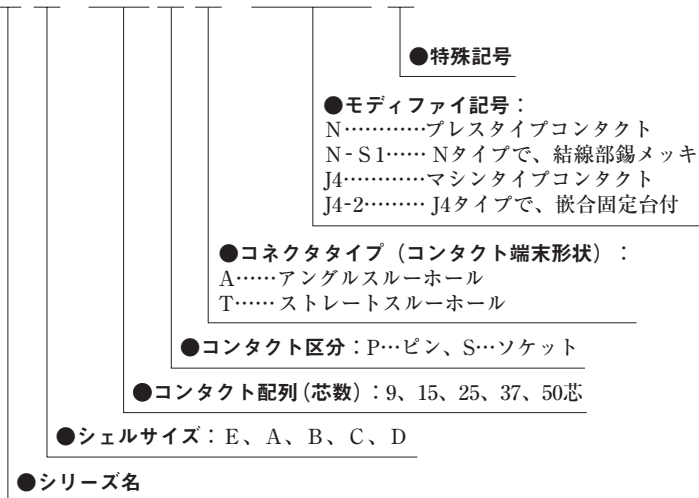 ●特殊記号
●モディファイ記号：
N…………プレスタイプコンタクト
N-S1…… Nタイプで、結線部錫メッキ
J4…………マシンタイプコンタクト
J4-2……… J4タイプで、嵌合固定台付
●コネクタタイプ（コンタクト端末形状）：
A……アングルスルーホール
T……ストレートスルーホール
●コンタクト区分：P…ピン、S…ソケット
●コンタクト配列（芯数）：9、15、25、37、50芯
●シェルサイズ：E、A、B、C、D
●シリーズ名